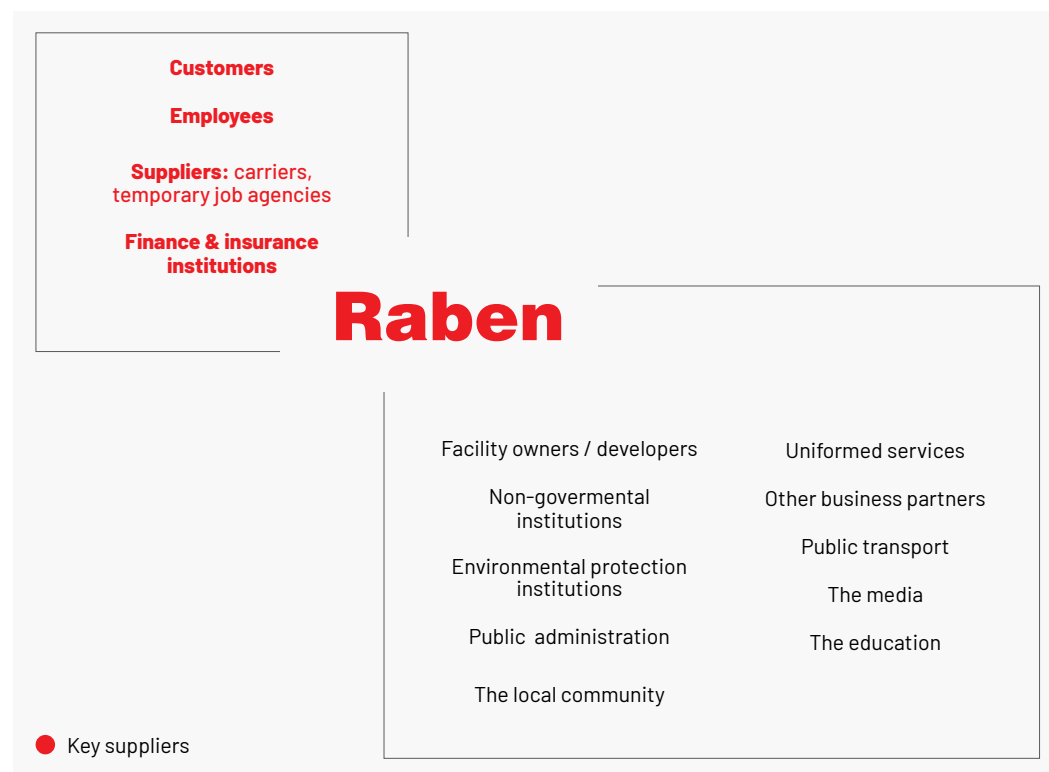 Customers
Employees
Suppliers: carriers,
temporary job agencies
Finance & insurance
institutions
Raben
Facility owners / developers
Non-govermental
institutions
Environmental protection
institutions
Public administration
The local community
Uniformed services
Other business partners
Public transport
The media
The education
Key suppliers